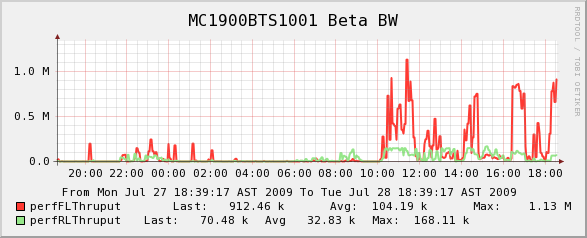 MC1900BTS1001 Beta BW
RRDTOOL / TOBI OETIKER
1.0 M
0.5 M
0.0
20:00 22:00 00:00 02:00 04:00 06:00 08:00 10:00 12:00 14:00 16:00 18:00
From Mon Jul 27 18:39:17 AST 2009 To Tue Jul 28 18:39:17 AST 2009
perfFLThruput Last: 912.46 k Avg: 104.19 k Max: 1.13 M
perfRLThruput Last: 70.48 k Avg 32.83 k Max: 168.11 k